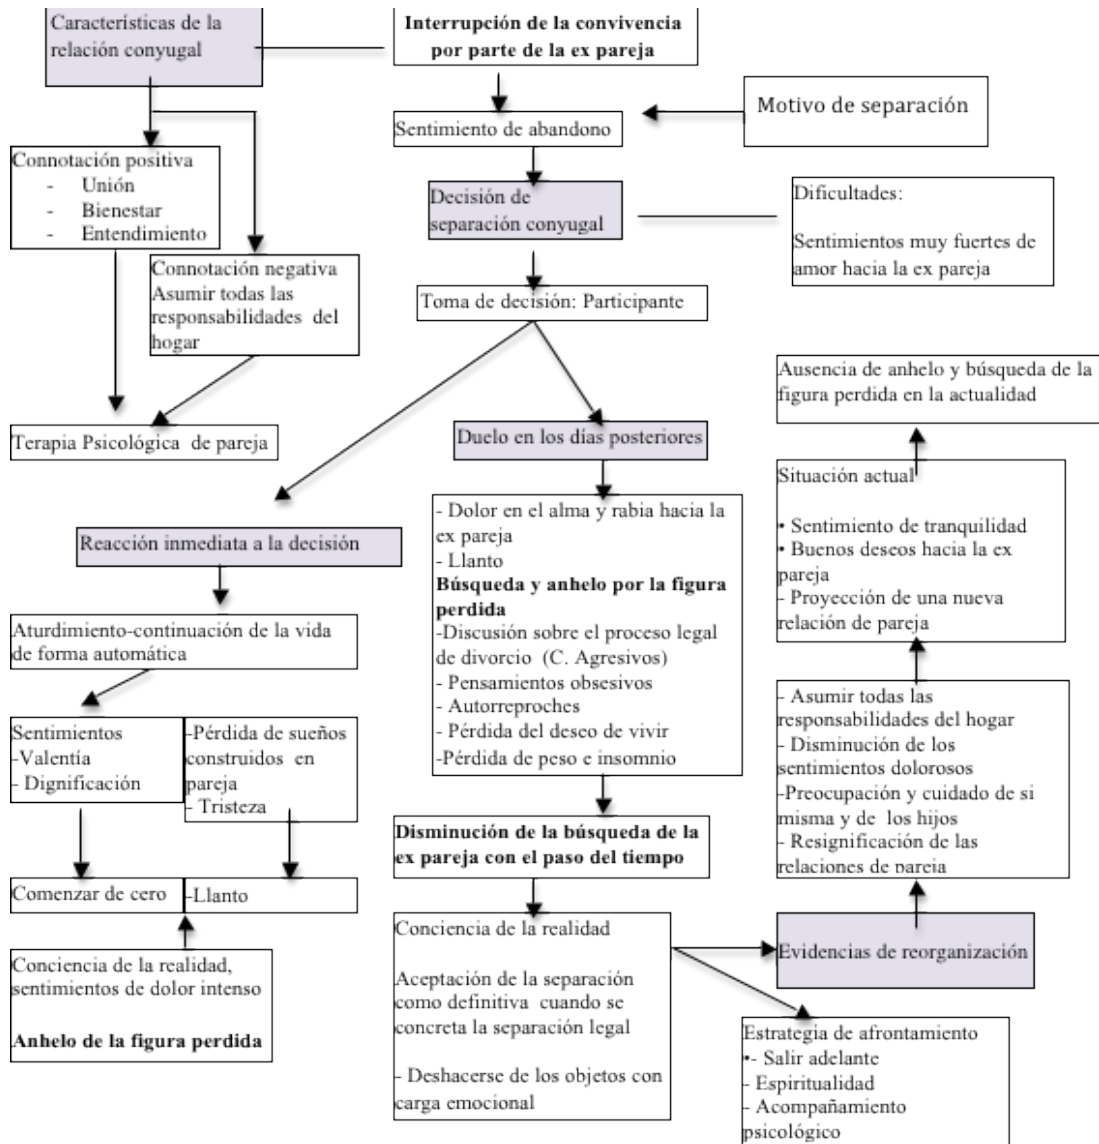 Características de la
relación conyugal
Interrupción de la convivencia
por parte de la ex pareja
Motivo de separación
Sentimiento de abandono
Connotación positiva
- Unión
- Bienestar
- Entendimiento
Decisión de
separación conyugal
Dificultades:
Sentimientos muy fuertes de
amor hacia la ex pareja
Connotación negativa
Asumir todas las
responsabilidades del
hogar
Toma de decisión: Participante
Terapia Psicológica de pareja
Duelo en los días posteriores
Ausencia de anhelo y búsqueda de la
figura perdida en la actualidad
Reacción inmediata a la decisión
- Dolor en el alma y rabia hacia la
ex pareja
- Llanto
Búsqueda y anhelo por la figura
perdida
-Discusión sobre el proceso legal
de divorcio (C. Agresivos)
- Pensamientos obsesivos
- Autorreproches
- Pérdida del deseo de vivir
-Pérdida de peso e insomnio
Situación actual
• Sentimiento de tranquilidad
• Buenos deseos hacia la ex
pareja
- Proyección de una nueva
relación de pareja
Aturdimiento-continuación de la vida
de forma automática
Sentimientos
-Valentía
- Dignificación
-Pérdida de sueños
construidos en
pareja
- Tristeza
- Asumir todas las
responsabilidades del hogar
- Disminución de los
sentimientos dolorosos
-Preocupación y cuidado de si
misma y de los hijos
- Resignificación de las
relaciones de pareja
Disminución de la búsqueda de la
ex pareja con el paso del tiempo
Comenzar de cero
-Llanto
Conciencia de la realidad,
sentimientos de dolor intenso
Anhelo de la figura perdida
Conciencia de la realidad
Aceptación de la separación
como definitiva cuando se
concreta la separación legal
- Deshacerse de los objetos con
carga emocional
Evidencias de reorganización
Estrategia de afrontamiento
•- Salir adelante
- Espiritualidad
- Acompañamiento
psicológico